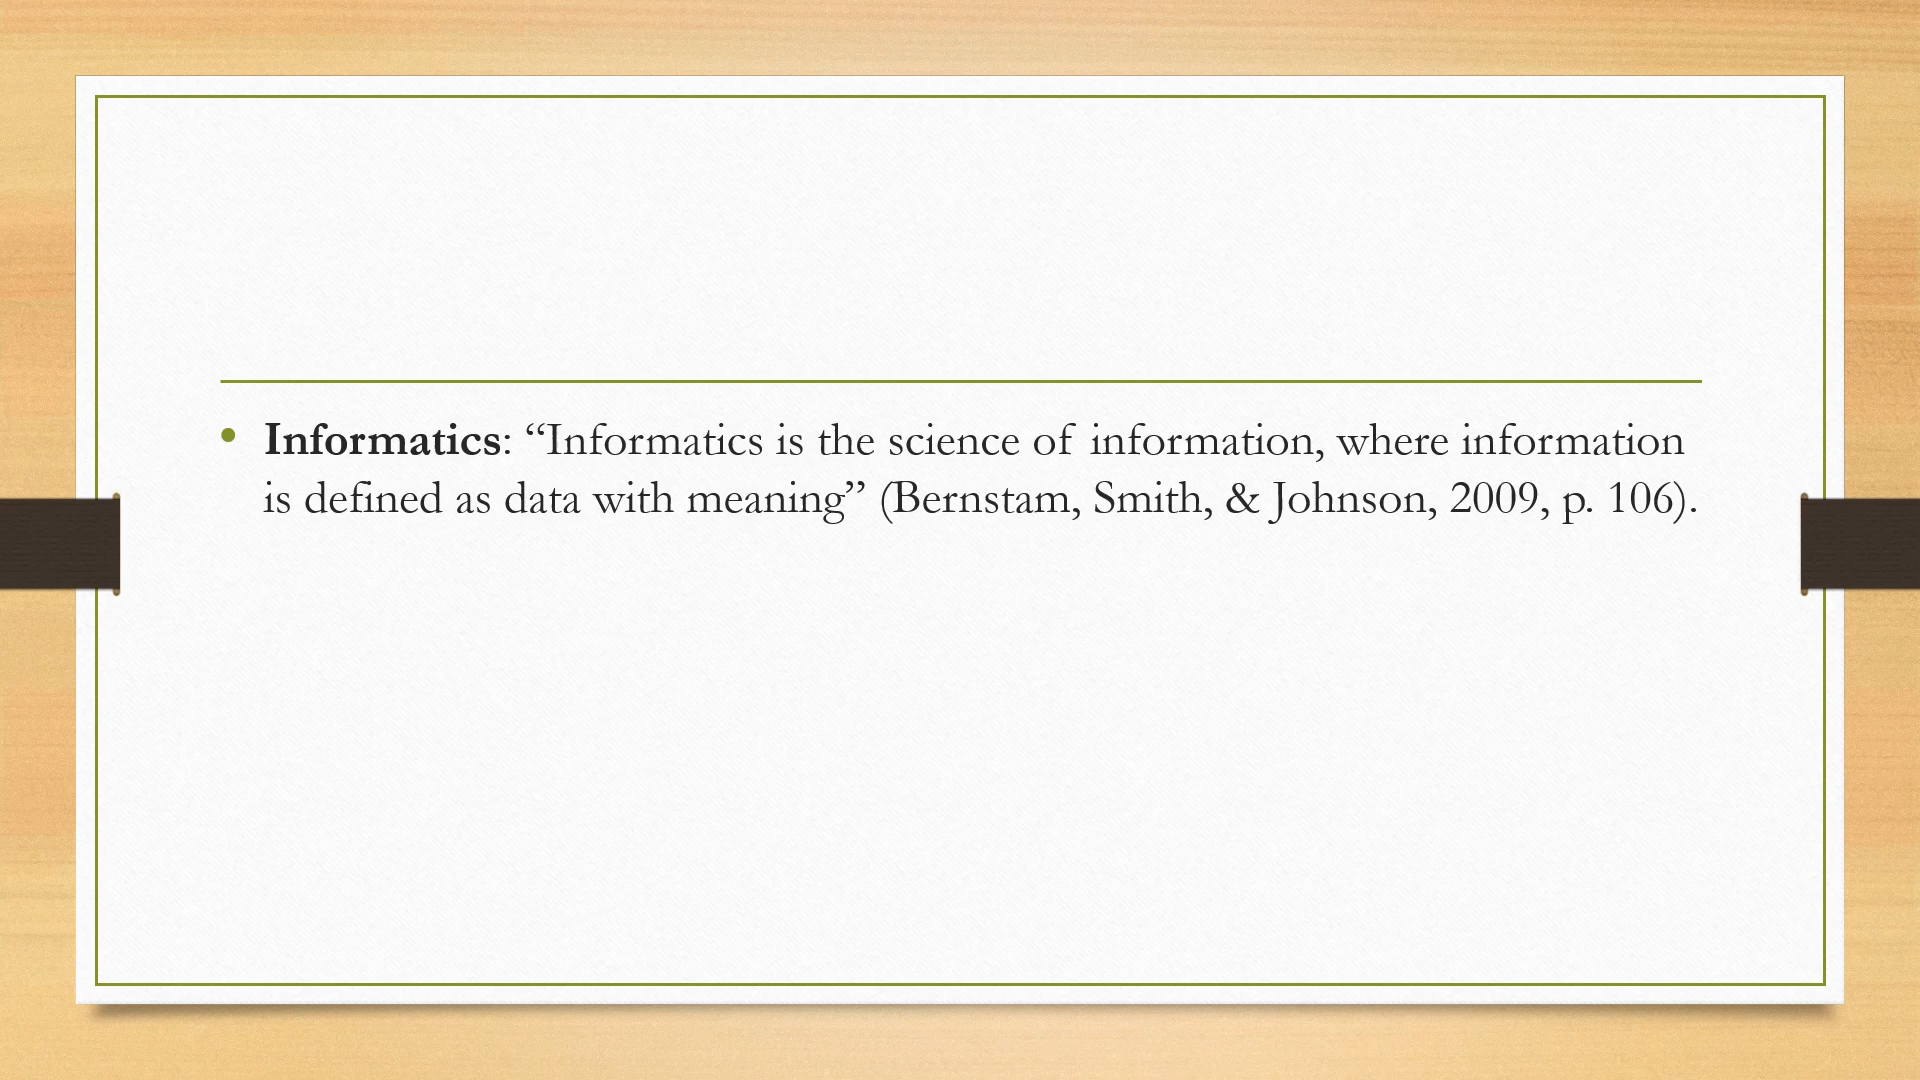 • Informatics: “Informatics is the science of information, where information
is defined as data with meaning” (Bernstam, Smith, & Johnson, 2009, p. 106).